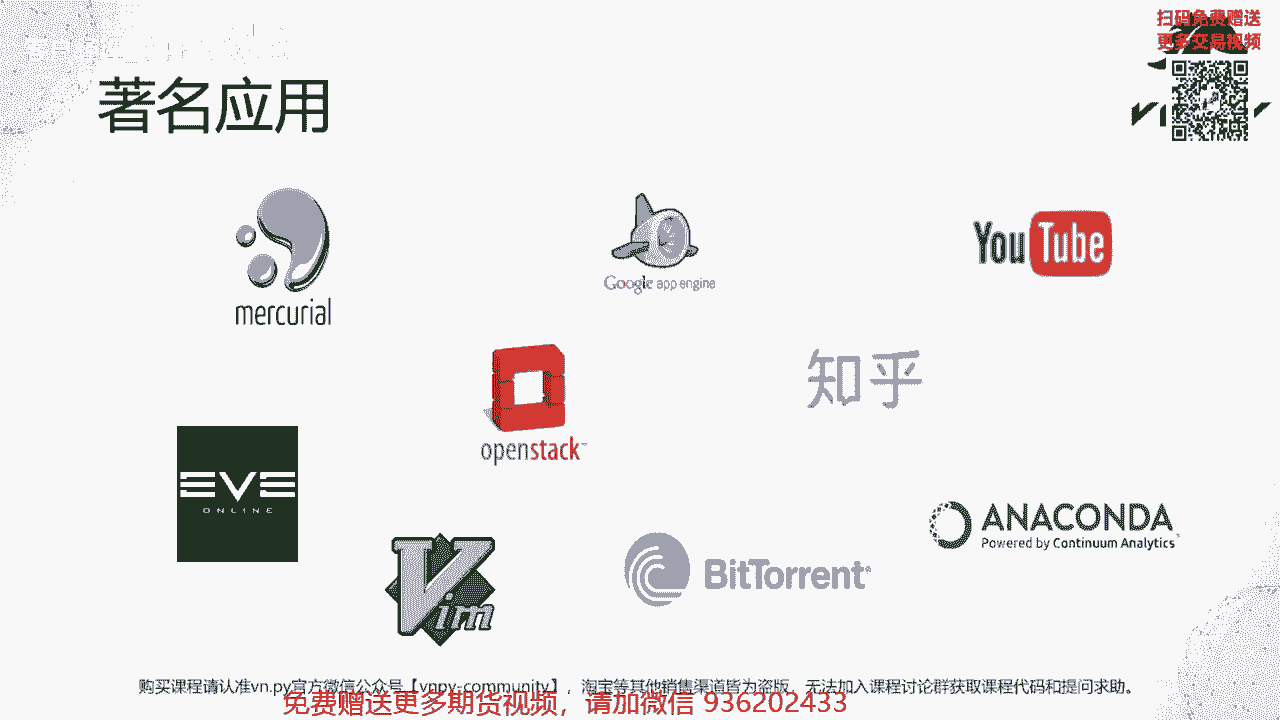 扫码免费赠送
更多交易视频
著名应用
mercurial
Google app engine
YouTube
openstack™
知乎
EVE
ONLINE
Vim
BitTorrent®
ANACONDA
Powered by Continuum Analytics®
购买课程请认准vn.py官方微信公众号【vnpy-community】，淘宝等其他销售渠道皆为盗版，无法加入课程讨论群获取课程代码和提问求助。
免费赠送更多期货视频，请加微信 936202433